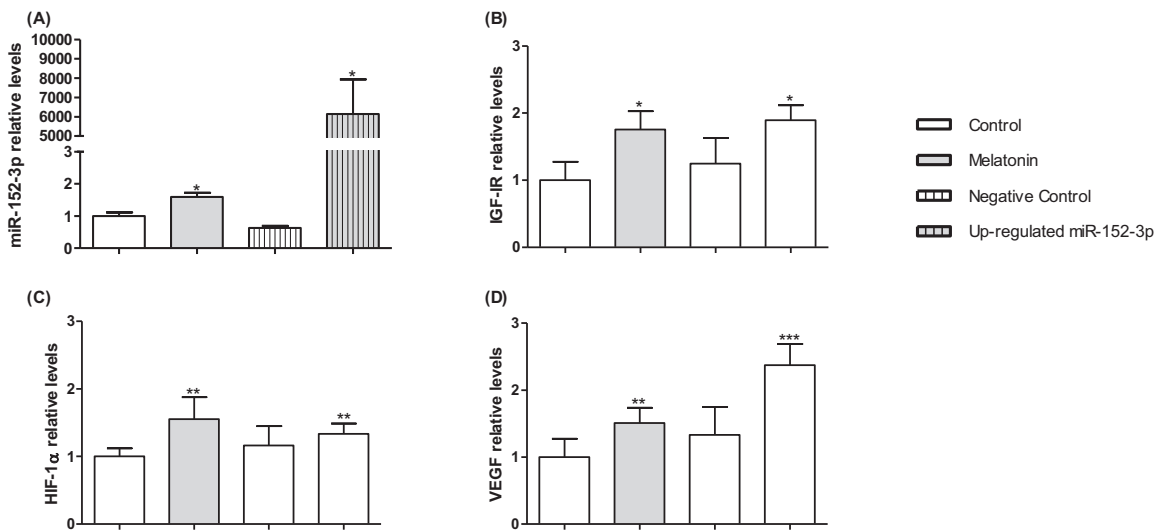 (A)
miR-152-3p relative levels
10000
9000
8000
7000
6000
5000
3
2
1
0
*
*
(B)
IGF-IR relative levels
3
2
1
0
*
*
Control
Melatonin
Negative Control
Up-regulated miR-152-3p
(C)
HIF-1α relative levels
3
2
1
0
**
**
(D)
VEGF relative levels
3
2
1
0
**
***